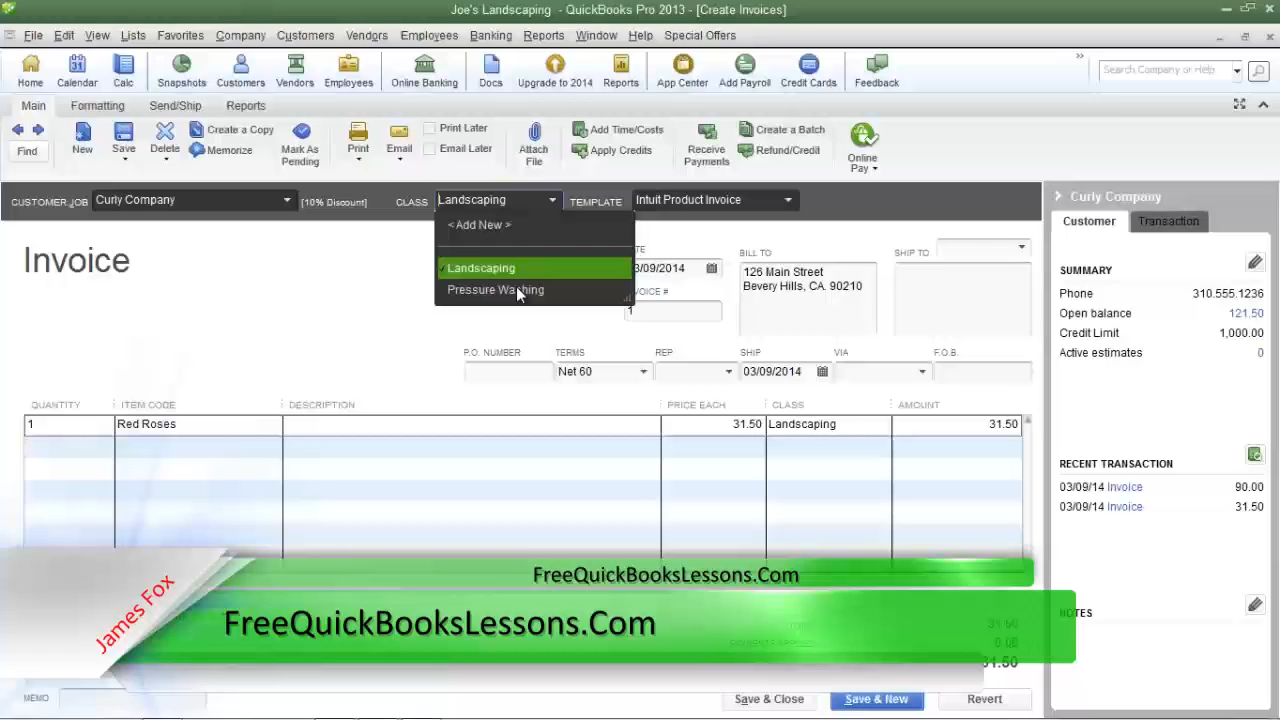 Joe's Landscaping - QuickBooks Pro 2013 - [Create Invoices]
File Edit View Lists Favorites Company Customers Vendors Employees Banking Reports Window Help Special Offers
Home Calendar Calc Snapshots Customers Vendors Employees Online Banking Docs Upgrade to 2014 Reports App Center Add Payroll Credit Cards Feedback
Search Company or Help
Main Formatting Send/Ship Reports
Find New Save Delete Create a Copy Memorize Mark As Pending Print Email Print Later Email Later Attach File Add Time/Costs Apply Credits Receive Payments Create a Batch Refund/Credit Online Pay
CUSTOMER:JOB Curly Company [10% Discount] CLASS Landscaping TEMPLATE Intuit Product Invoice
< Add New >
Landscaping
Pressure Washing
Invoice
3/09/2014
VOICE #
1
BILL TO
126 Main Street
Bevery Hills, CA. 90210
SHIP TO
P.O. NUMBER TERMS REP SHIP VIA F.O.B.
Net 60 03/09/2014
QUANTITY ITEM CODE DESCRIPTION PRICE EACH CLASS AMOUNT
1 Red Roses 31.50 Landscaping 31.50
Curly Company
Customer Transaction
SUMMARY
Phone 310.555.1236
Open balance 121.50
Credit Limit 1,000.00
Active estimates 0
RECENT TRANSACTION
03/09/14 Invoice 90.00
03/09/14 Invoice 31.50
NOTES
James Fox
FreeQuickBooksLessons.Com
FreeQuickBooksLessons.Com
31.50
MEMO
Save & Close Save & New Revert